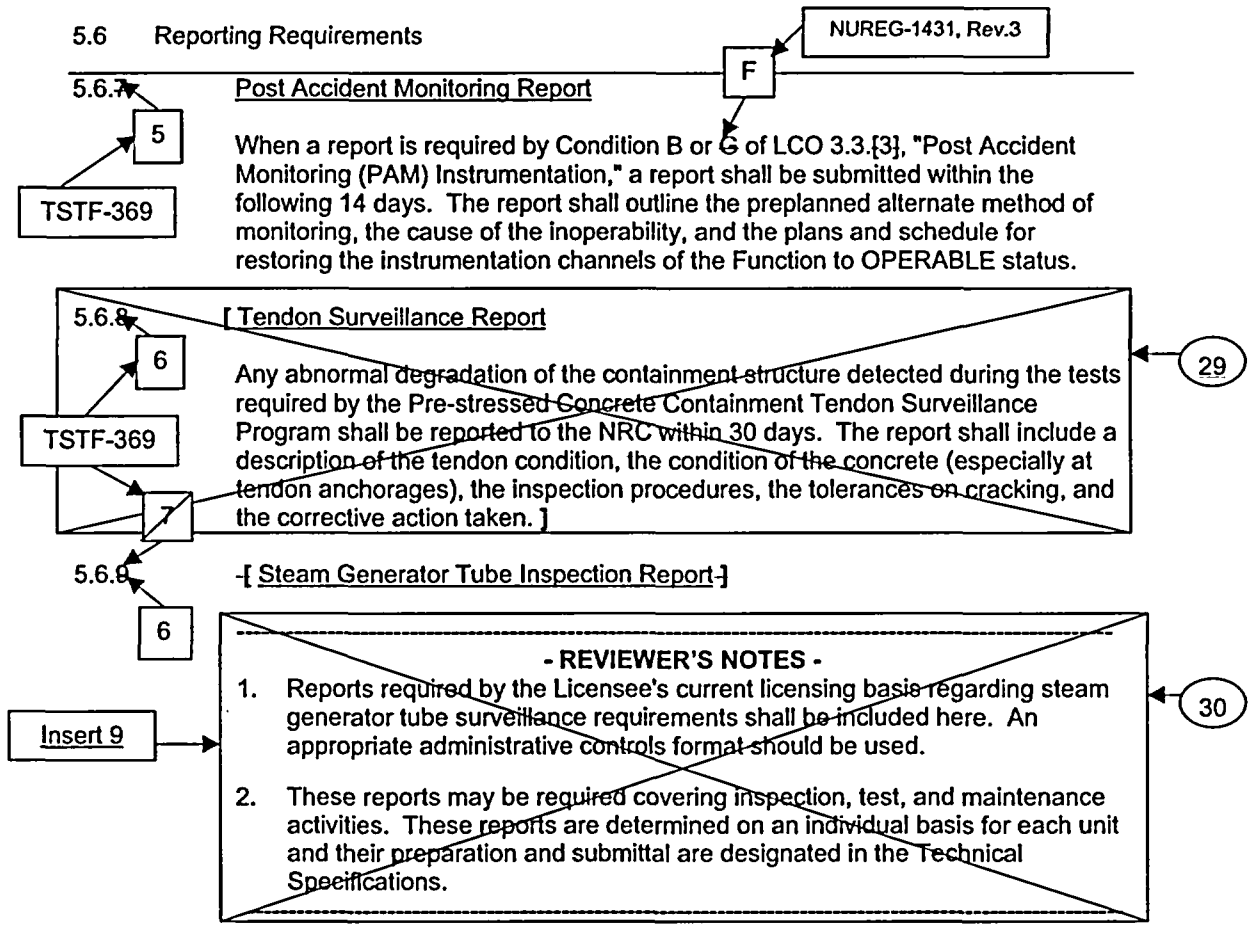 5.6 Reporting Requirements
NUREG-1431, Rev.3
F
5.6.7 Post Accident Monitoring Report
5
TSTF-369
When a report is required by Condition B or G of LCO 3.3.[3], "Post Accident
Monitoring (PAM) Instrumentation," a report shall be submitted within the
following 14 days. The report shall outline the preplanned alternate method of
monitoring, the cause of the inoperability, and the plans and schedule for
restoring the instrumentation channels of the Function to OPERABLE status.
5.6.8 [ Tendon Surveillance Report
6
29
TSTF-369
Any abnormal degradation of the containment structure detected during the tests
required by the Pre-stressed Concrete Containment Tendon Surveillance
Program shall be reported to the NRC within 30 days. The report shall include a
description of the tendon condition, the condition of the concrete (especially at
tendon anchorages), the inspection procedures, the tolerances on cracking, and
the corrective action taken. ]
7
5.6.9 [ Steam Generator Tube Inspection Report ]
6
- REVIEWER'S NOTES -
1. Reports required by the Licensee's current licensing basis regarding steam
generator tube surveillance requirements shall be included here. An
appropriate administrative controls format should be used.
30
Insert 9
2. These reports may be required covering inspection, test, and maintenance
activities. These reports are determined on an individual basis for each unit
and their preparation and submittal are designated in the Technical
Specifications.